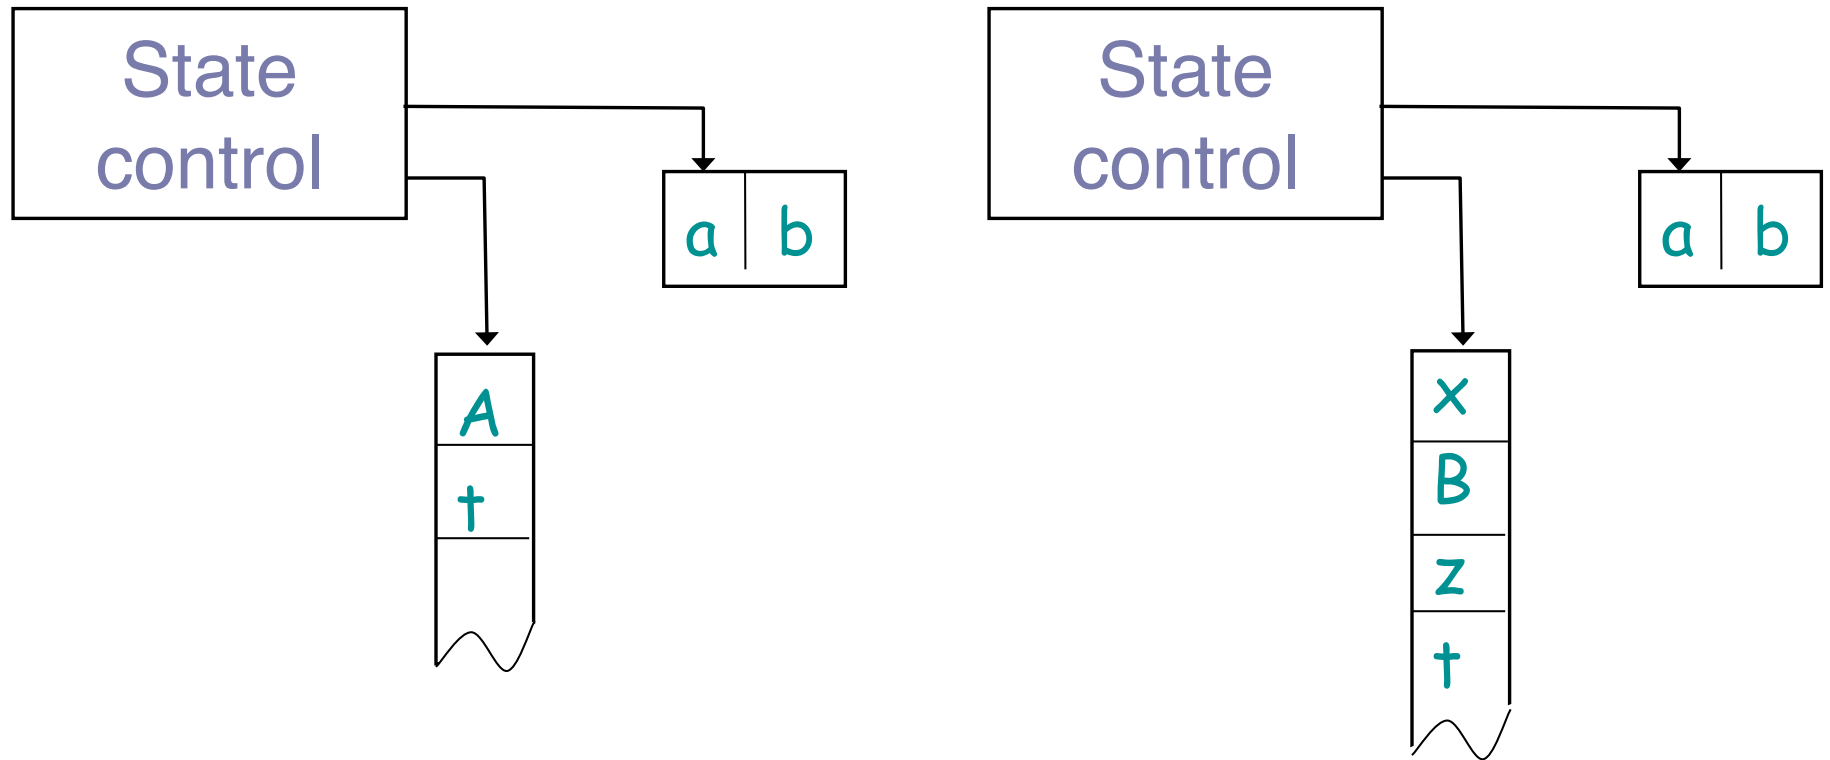 State
control
a b
A
t
State
control
a b
x
B
z
t